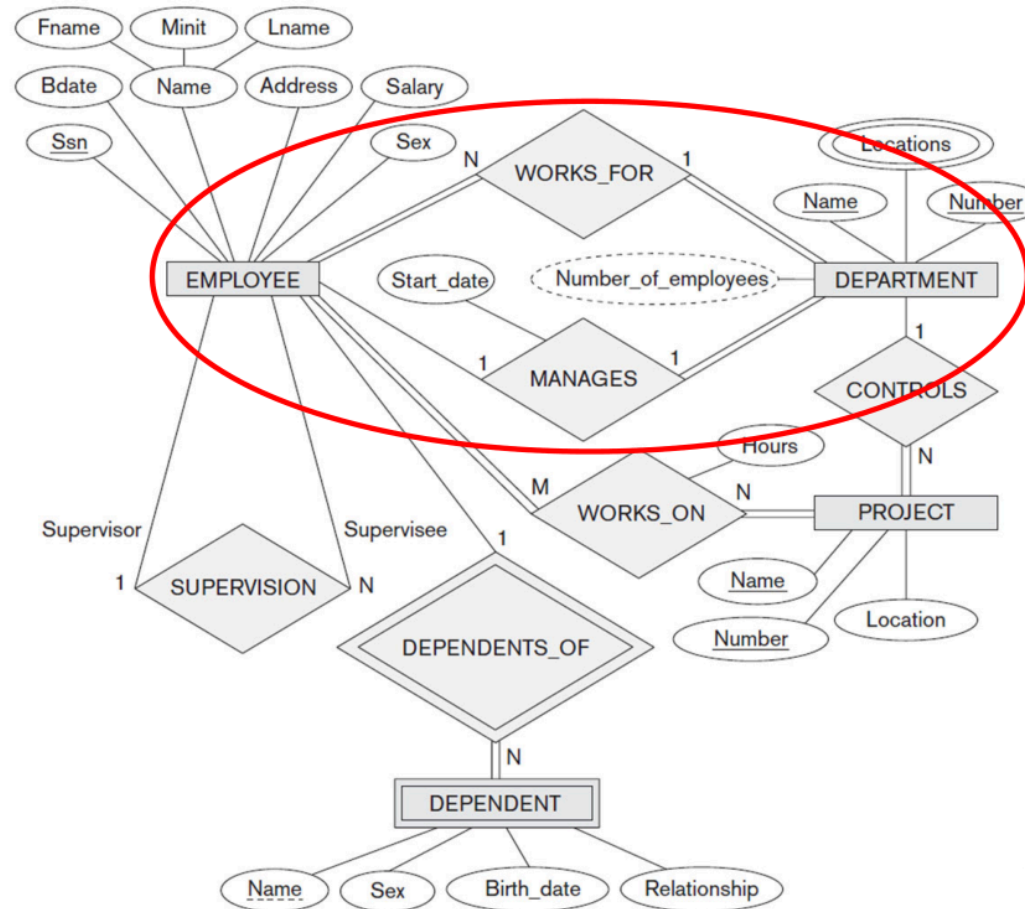 Fname Minit Lname
Bdate Name Address Salary
Ssn Sex
N WORKS_FOR 1
Locations
Name Number
EMPLOYEE Start_date Number_of_employees DEPARTMENT
1 MANAGES 1
1
CONTROLS
N
Hours
M WORKS_ON N PROJECT
Supervisor Supervisee
1 SUPERVISION N
1
Name
Number Location
DEPENDENTS_OF
N
DEPENDENT
Name Sex Birth_date Relationship